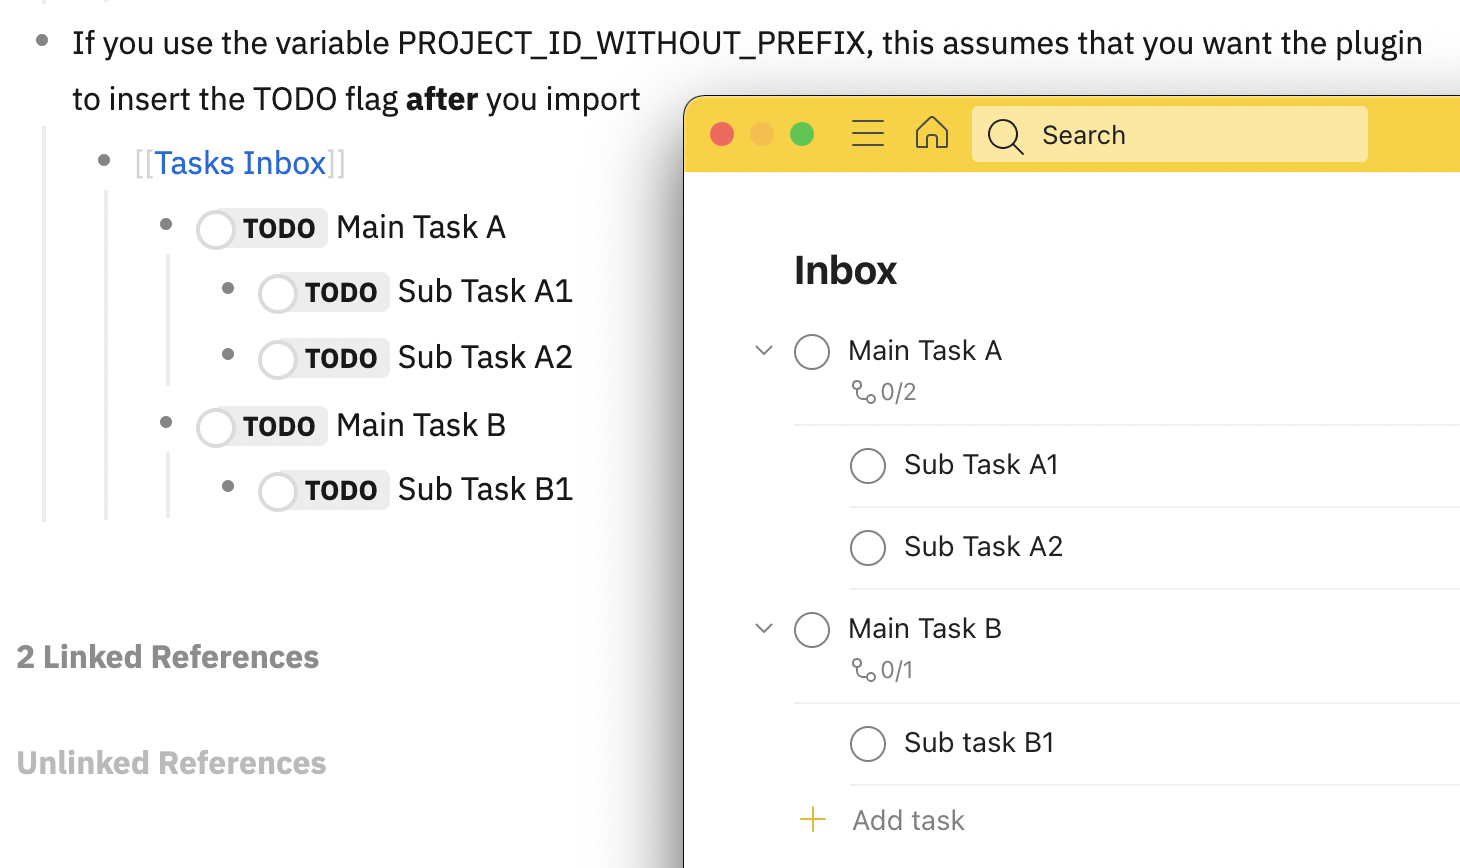 If you use the variable PROJECT_ID_WITHOUT_PREFIX, this assumes that you want the plugin
to insert the TODO flag after you import
[[Tasks Inbox]]
TODO Main Task A
TODO Sub Task A1
TODO Sub Task A2
TODO Main Task B
TODO Sub Task B1
2 Linked References
Unlinked References
Search
Inbox
Main Task A
0/2
Sub Task A1
Sub Task A2
Main Task B
0/1
Sub task B1
Add task